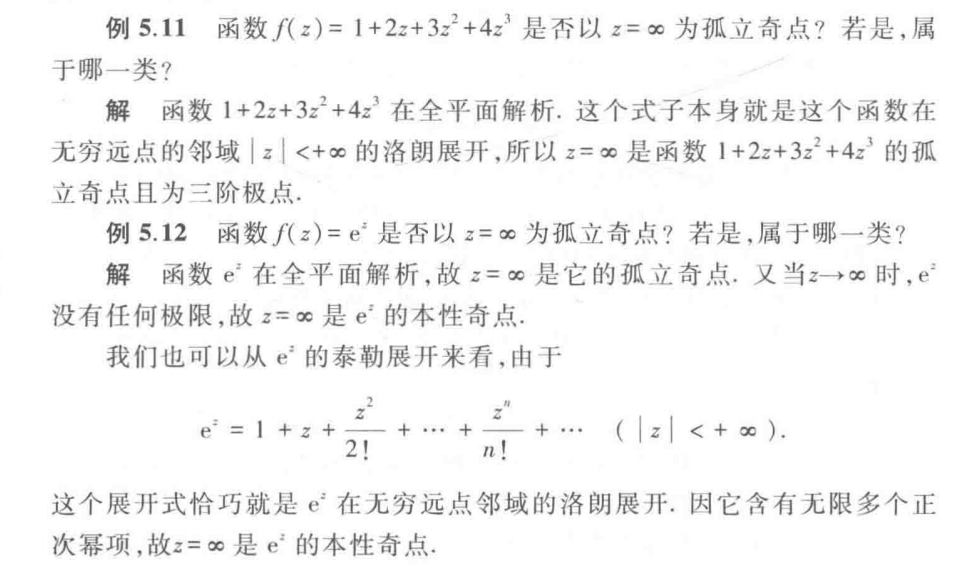 例 5.11 函数 f(z) = 1+2z+3z²+4z³ 是否以 z=∞ 为孤立奇点? 若是,属
于哪一类?
解 函数 1+2z+3z²+4z³ 在全平面解析. 这个式子本身就是这个函数在
无穷远点的邻域 |z|<+∞ 的洛朗展开,所以 z=∞ 是函数 1+2z+3z²+4z³ 的孤
立奇点且为三阶极点.
例 5.12 函数 f(z) = eᶻ 是否以 z=∞ 为孤立奇点? 若是,属于哪一类?
解 函数 eᶻ 在全平面解析,故 z=∞ 是它的孤立奇点. 又当z→∞ 时,eᶻ
没有任何极限,故 z=∞ 是 eᶻ 的本性奇点.
我们也可以从 eᶻ 的泰勒展开来看,由于
eᶻ = 1 + z + z²/2! + ⋯ + zⁿ/n! + ⋯ (|z| < + ∞).
这个展开式恰巧就是 eᶻ 在无穷远点邻域的洛朗展开. 因它含有无限多个正
次幂项,故z=∞ 是 eᶻ 的本性奇点.